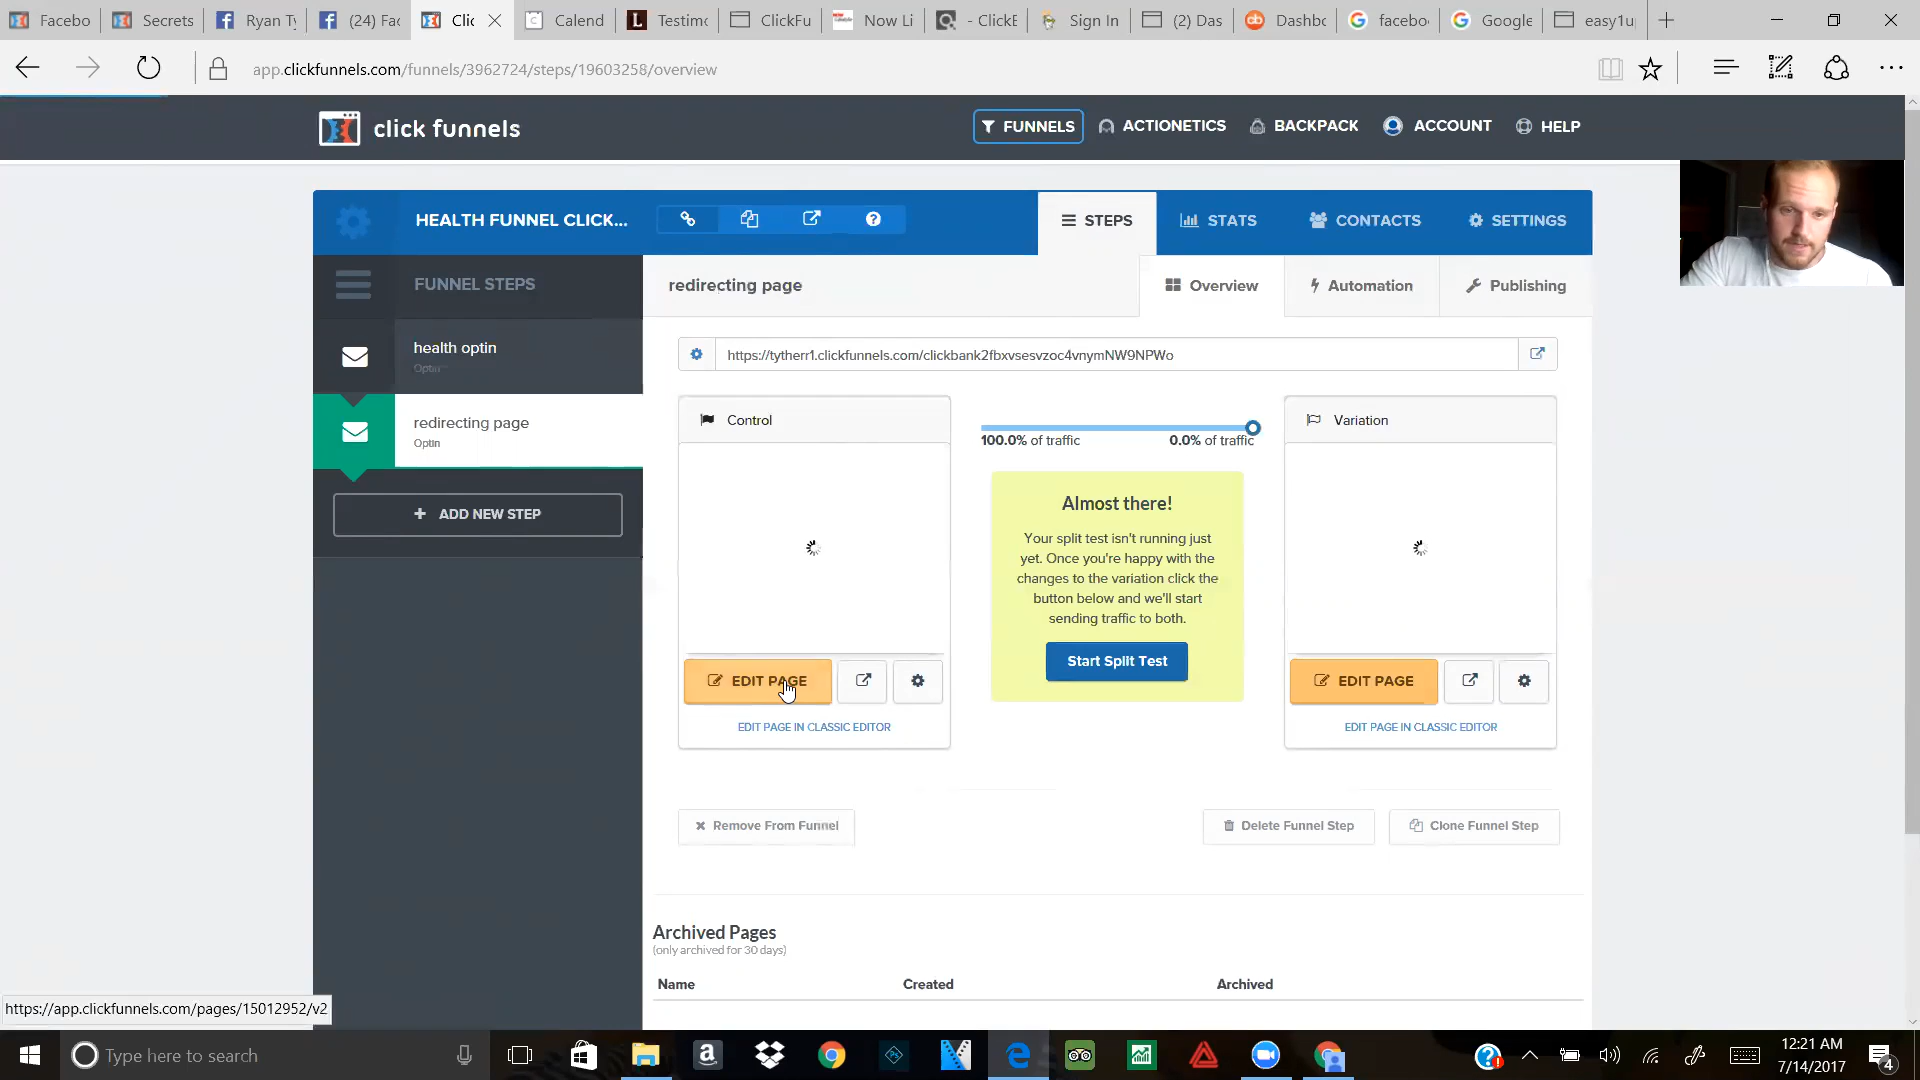 Facebo
Secrets
Ryan Ty
(24) Fac
Clic
Calend
Testimo
ClickFu
Now Li
- ClickE
Sign In
(2) Das
Dashbo
facebo
Google
easy1u
app.clickfunnels.com/funnels/3962724/steps/19603258/overview
click funnels
FUNNELS
ACTIONETICS
BACKPACK
ACCOUNT
HELP
HEALTH FUNNEL CLICK...
STEPS
STATS
CONTACTS
SETTINGS
FUNNEL STEPS
redirecting page
Overview
Automation
Publishing
health optin
Optin
https://tytherr1.clickfunnels.com/clickbank2fbxvsesvzoc4vnymNW9NPWo
redirecting page
Optin
ADD NEW STEP
Control
100.0% of traffic
0.0% of traffic
Variation
Almost there!
Your split test isn't running just
yet. Once you're happy with the
changes to the variation click the
button below and we'll start
sending traffic to both.
Start Split Test
EDIT PAGE
EDIT PAGE IN CLASSIC EDITOR
EDIT PAGE
EDIT PAGE IN CLASSIC EDITOR
Remove From Funnel
Delete Funnel Step
Clone Funnel Step
Archived Pages
(only archived for 30 days)
Name
Created
Archived
https://app.clickfunnels.com/pages/15012952/v2
Type here to search
12:21 AM
7/14/2017
4